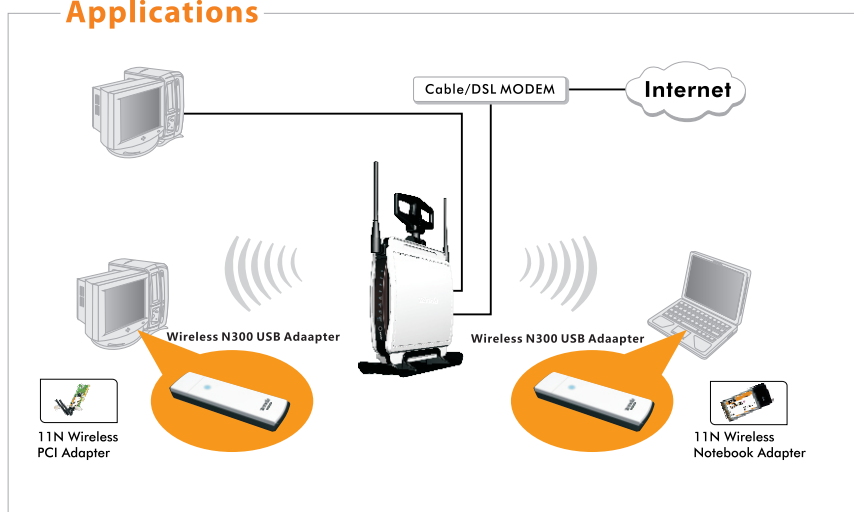 Applications
Cable/DSL MODEM
Internet
Wireless N300 USB Adaapter
Wireless N300 USB Adaapter
11N Wireless
PCI Adapter
11N Wireless
Notebook Adapter